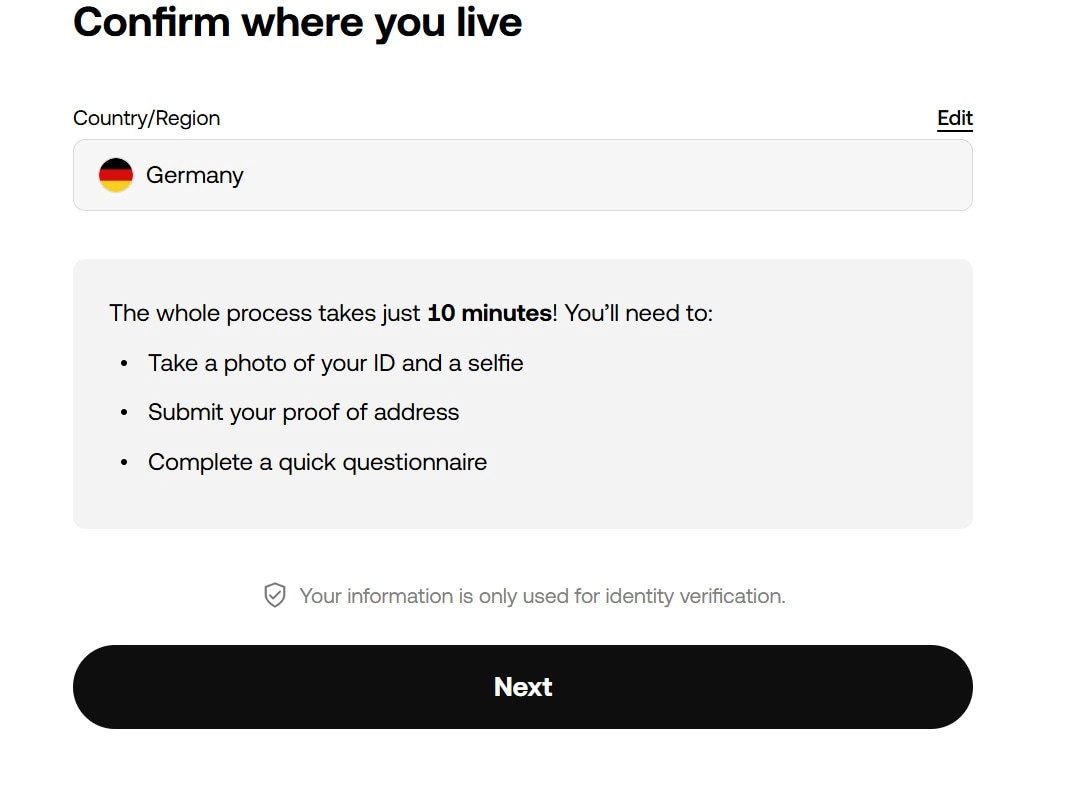 Confirm where you live
Country/Region
Edit
Germany
The whole process takes just 10 minutes! You’ll need to:
• Take a photo of your ID and a selfie
• Submit your proof of address
• Complete a quick questionnaire
Your information is only used for identity verification.
Next